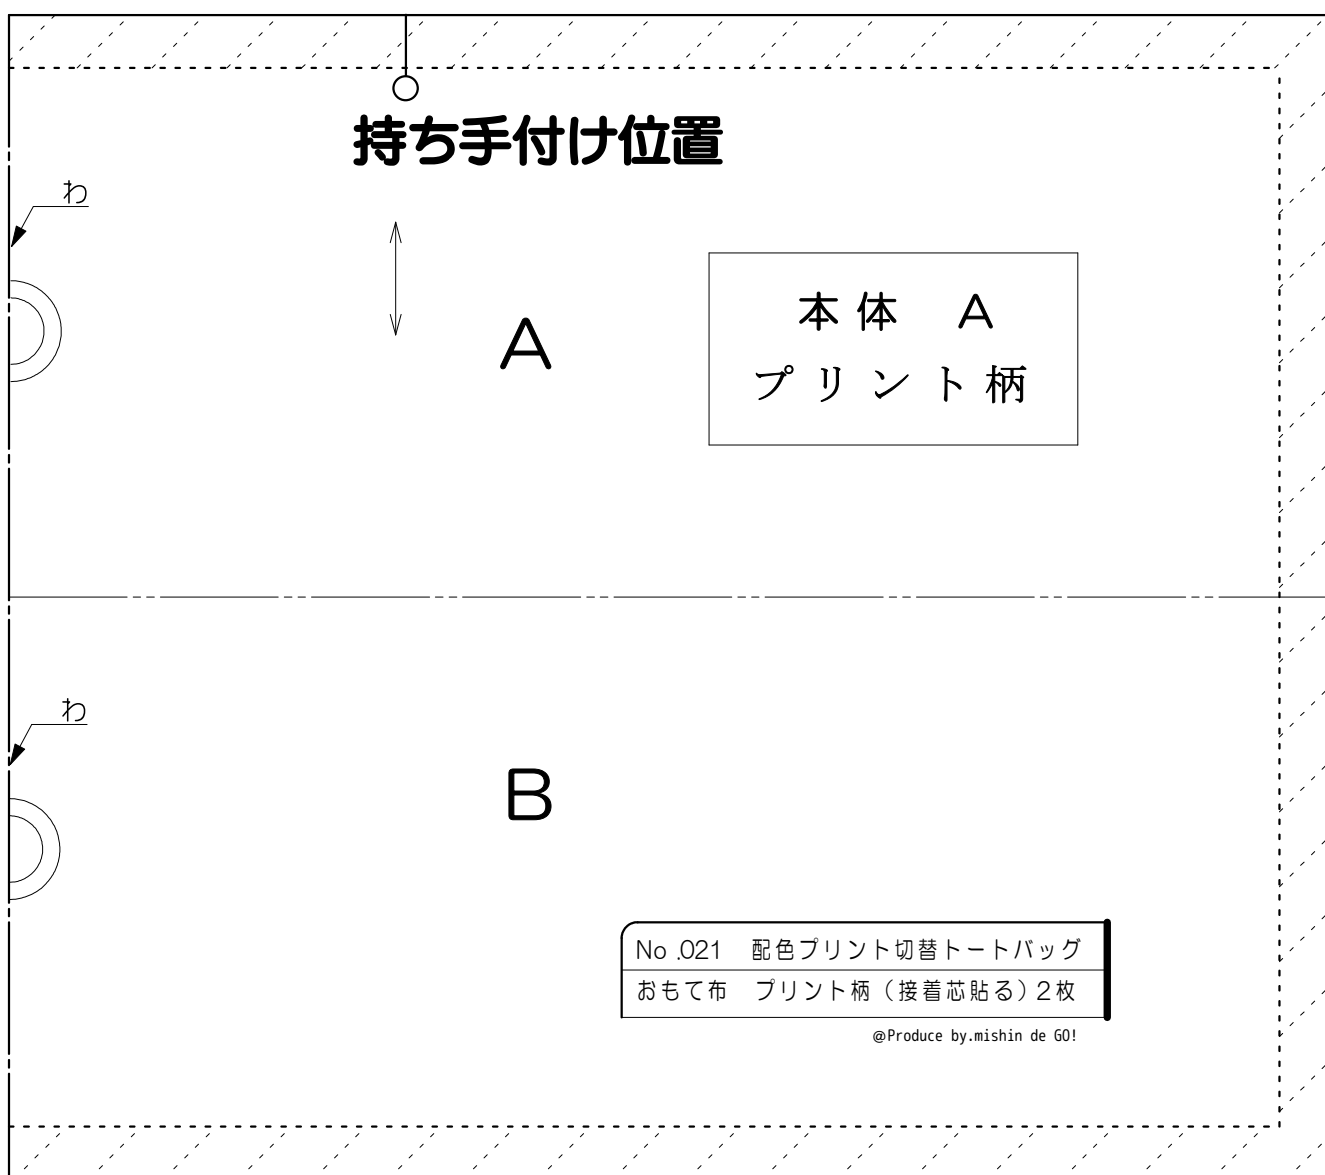 持ち手付け位置
わ
A
本体 A
プリント柄
わ
B
No.021 配色プリント切替トートバッグ
おもて布 プリント柄（接着芯貼る）2枚
@Produce by.mishin de GO!